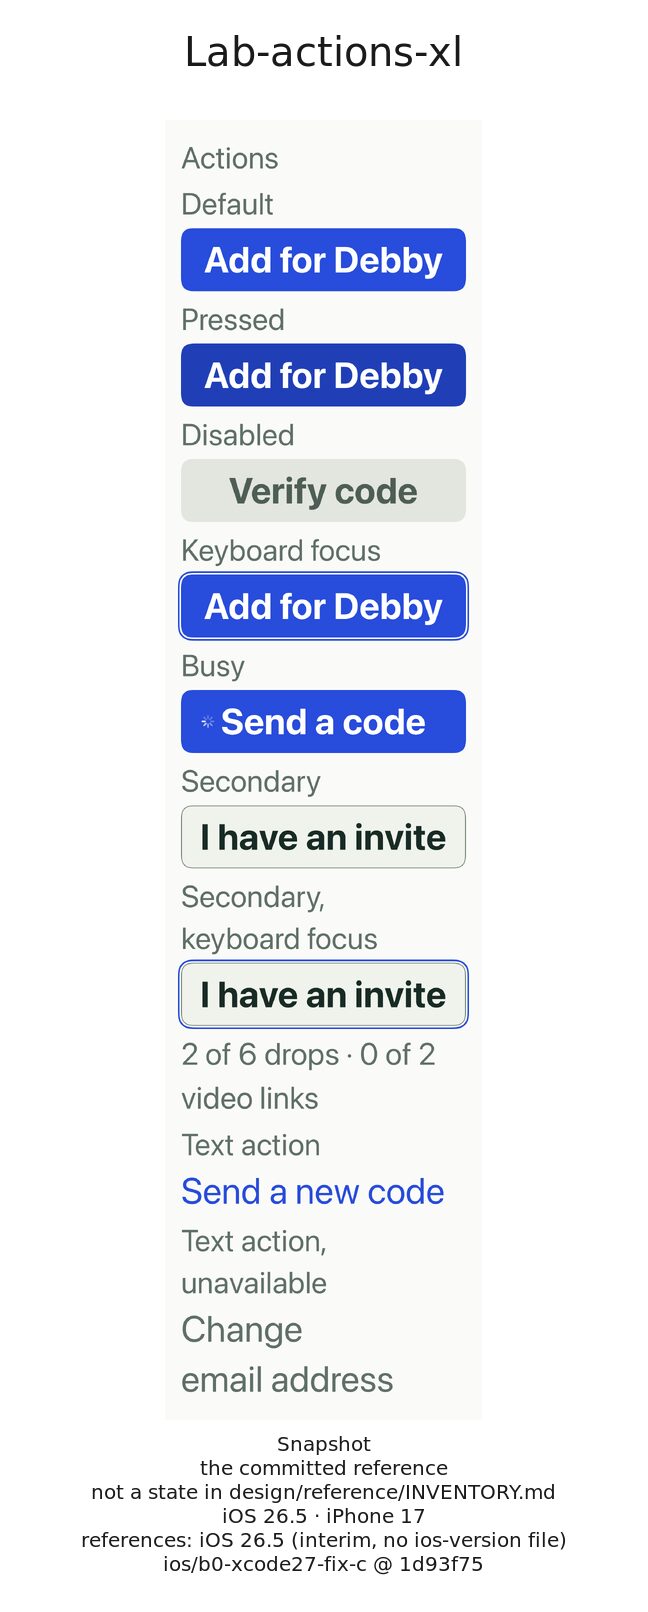 Lab-actions-xl
Actions
Default
Add for Debby
Pressed
Add for Debby
Disabled
Verify code
Keyboard focus
Add for Debby
Busy
Send a code
Secondary
I have an invite
Secondary,
keyboard focus
I have an invite
2 of 6 drops · 0 of 2
video links
Text action
Send a new code
Text action,
unavailable
Change
email address
Snapshot
the committed reference
not a state in design/reference/INVENTORY.md
iOS 26.5 · iPhone 17
references: iOS 26.5 (interim, no ios-version file)
ios/b0-xcode27-fix-c @ 1d93f75